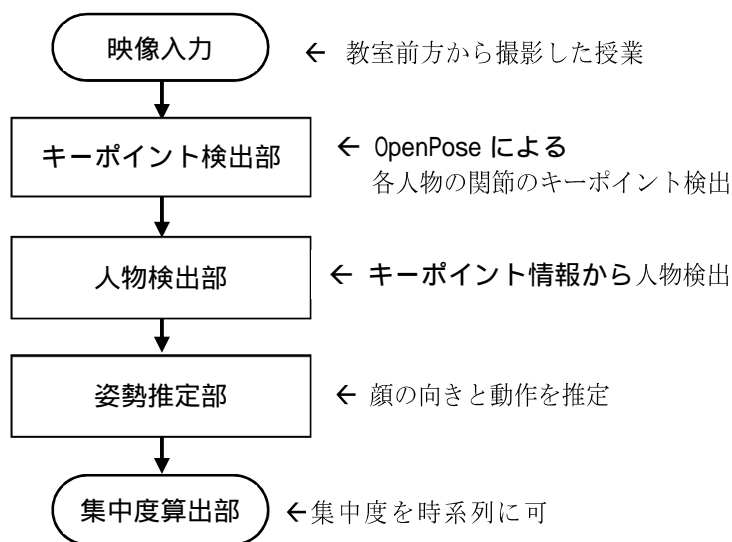 映像入力 ← 教室前方から撮影した授業
キーポイント検出部 ← OpenPose による
各人物の関節のキーポイント検出
人物検出部 ← キーポイント情報から人物検出
姿勢推定部 ← 顔の向きと動作を推定
集中度算出部 ←集中度を時系列に可